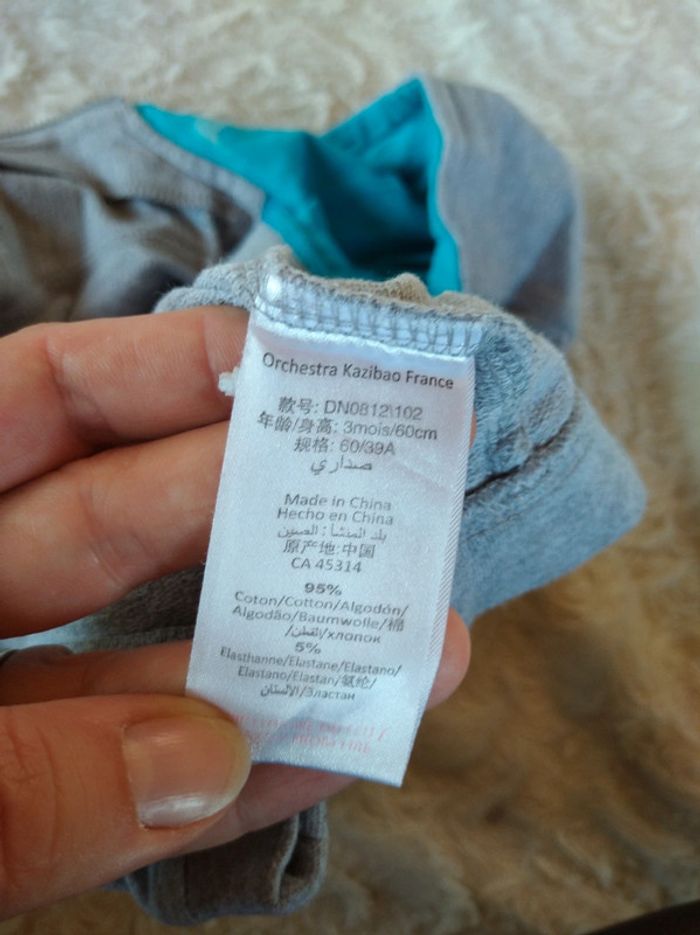 Orchestra Kazibao France
款号: DN0812\102
年龄/身高: 3mois/60cm
规格: 60/39A
صداري
Made in China
Hecho en China
بلد المنشأ : الصين
原产地:中国
CA 45314
95%
Coton/Cotton/Algodón/
Algodão/Baumwolle/棉
/القطن/хлопок
5%
Elasthanne/Elastane/Elastano/
Elastano/Elastan/氨纶/
الاستان/Эластан